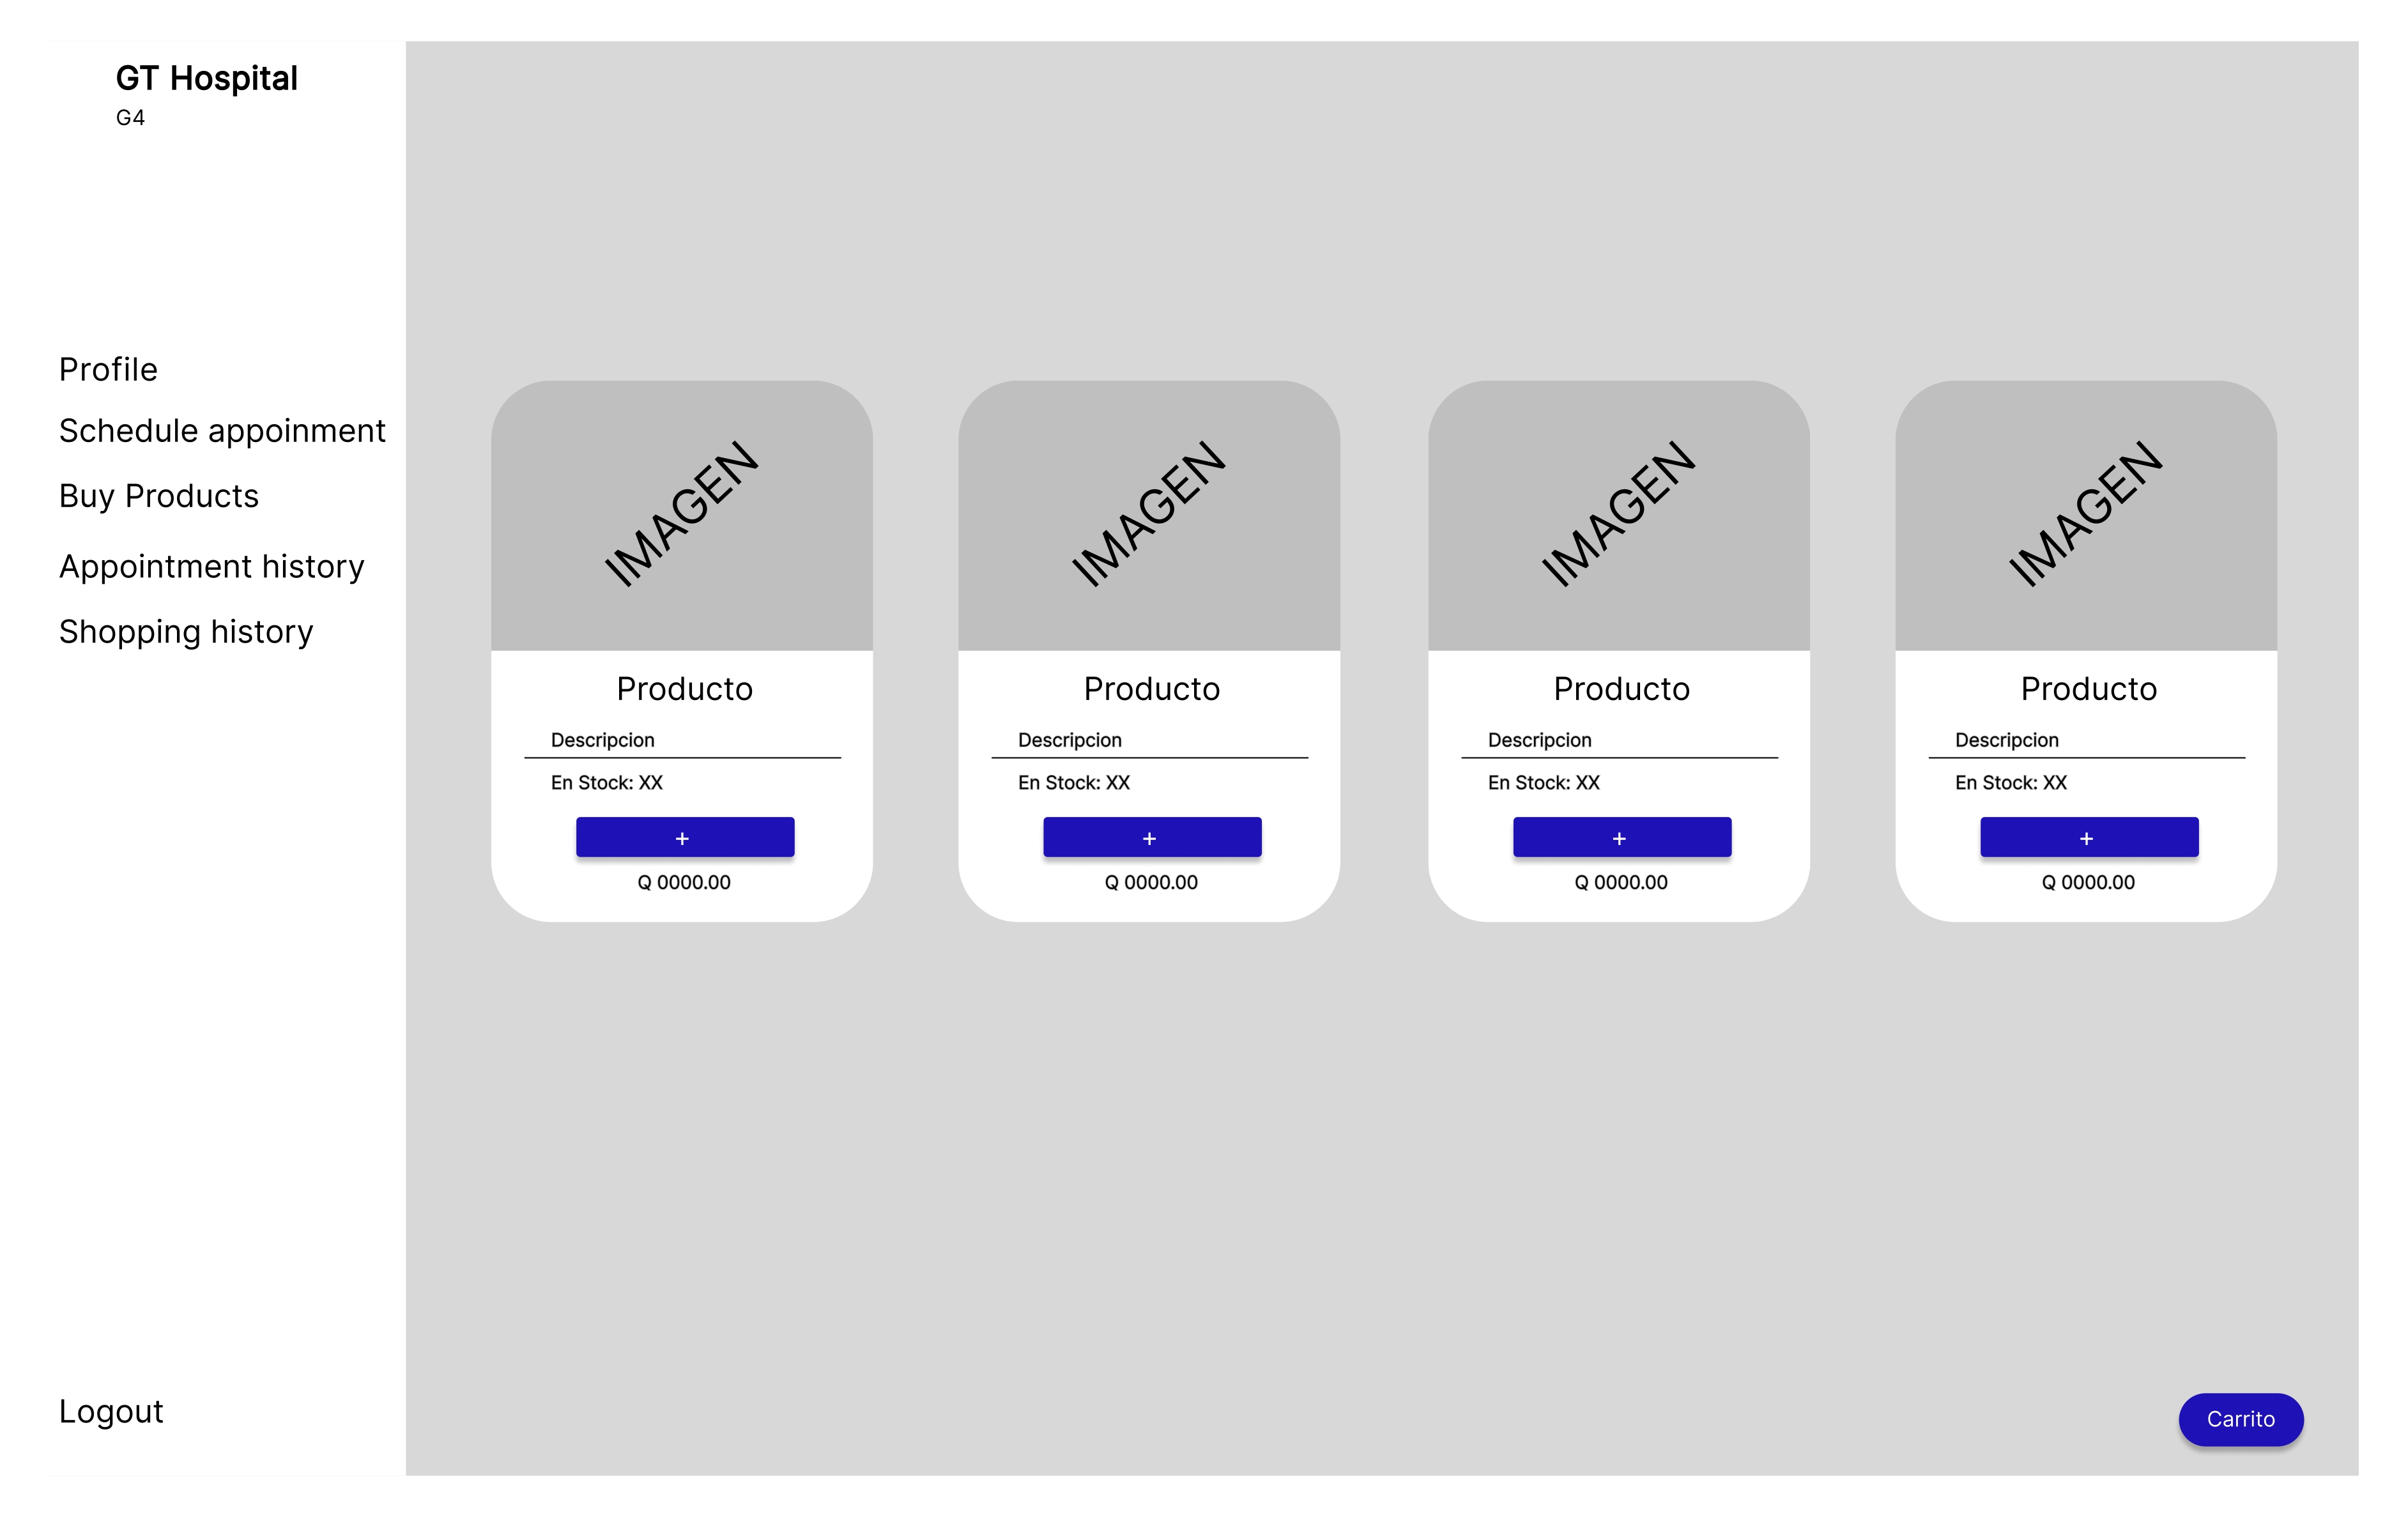 GT Hospital
G4
Profile
Schedule appoinment
Buy Products
Appointment history
Shopping history
Logout
IMAGEN
Producto
Descripcion
En Stock: XX
+
Q 0000.00
IMAGEN
Producto
Descripcion
En Stock: XX
+
Q 0000.00
IMAGEN
Producto
Descripcion
En Stock: XX
+
Q 0000.00
IMAGEN
Producto
Descripcion
En Stock: XX
+
Q 0000.00
Carrito